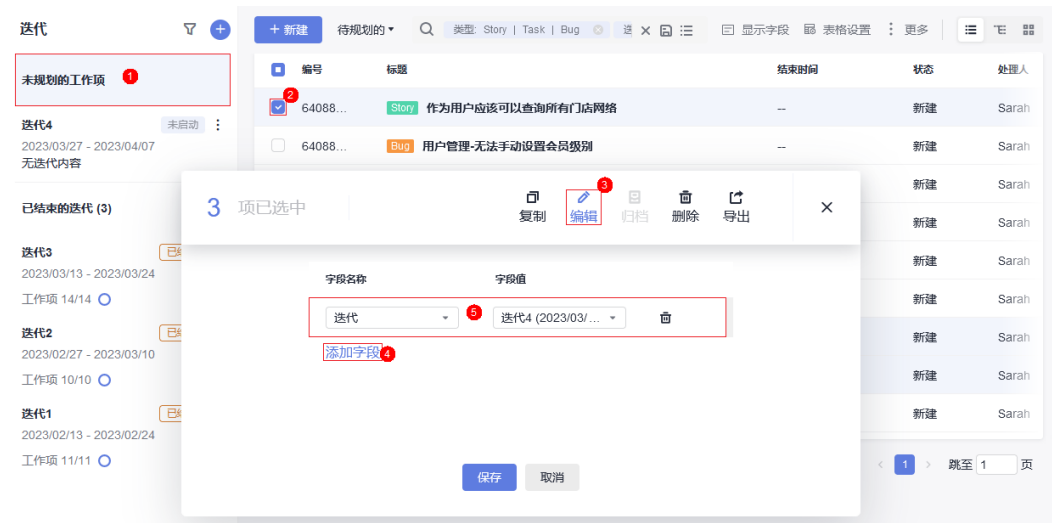 迭代
+ 新建
待规划的
类型: Story | Task | Bug
显示字段
表格设置
更多
未规划的工作项
1
编号
标题
结束时间
状态
处理人
2
64088...
Story
作为用户应该可以查询所有门店网络
--
新建
Sarah
迭代4
未启动
2023/03/27 - 2023/04/07
无迭代内容
64088...
Bug
用户管理-无法手动设置会员级别
--
新建
Sarah
新建
Sarah
已结束的迭代 (3)
3
项已选中
复制
3
编辑
归档
删除
导出
新建
Sarah
迭代3
2023/03/13 - 2023/03/24
工作项 14/14
字段名称
字段值
新建
Sarah
新建
Sarah
迭代
5
迭代4 (2023/03/...
迭代2
2023/02/27 - 2023/03/10
工作项 10/10
添加字段
4
新建
Sarah
新建
Sarah
迭代1
2023/02/13 - 2023/02/24
工作项 11/11
新建
Sarah
保存
取消
1
跳至
1
页